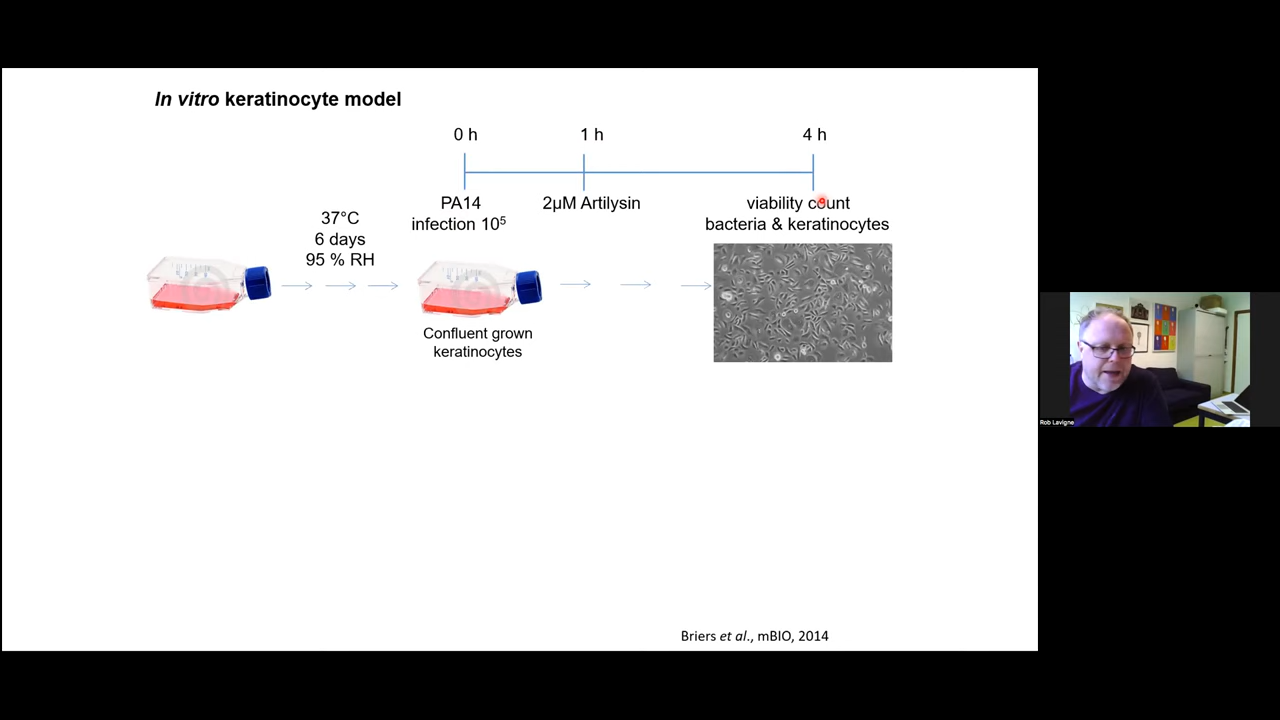 In vitro keratinocyte model
0 h
1 h
4 h
PA14
infection 10⁵
2µM Artilysin
viability count
bacteria & keratinocytes
37°C
6 days
95 % RH
Confluent grown
keratinocytes
Briers et al., mBIO, 2014
Rob Lavigne